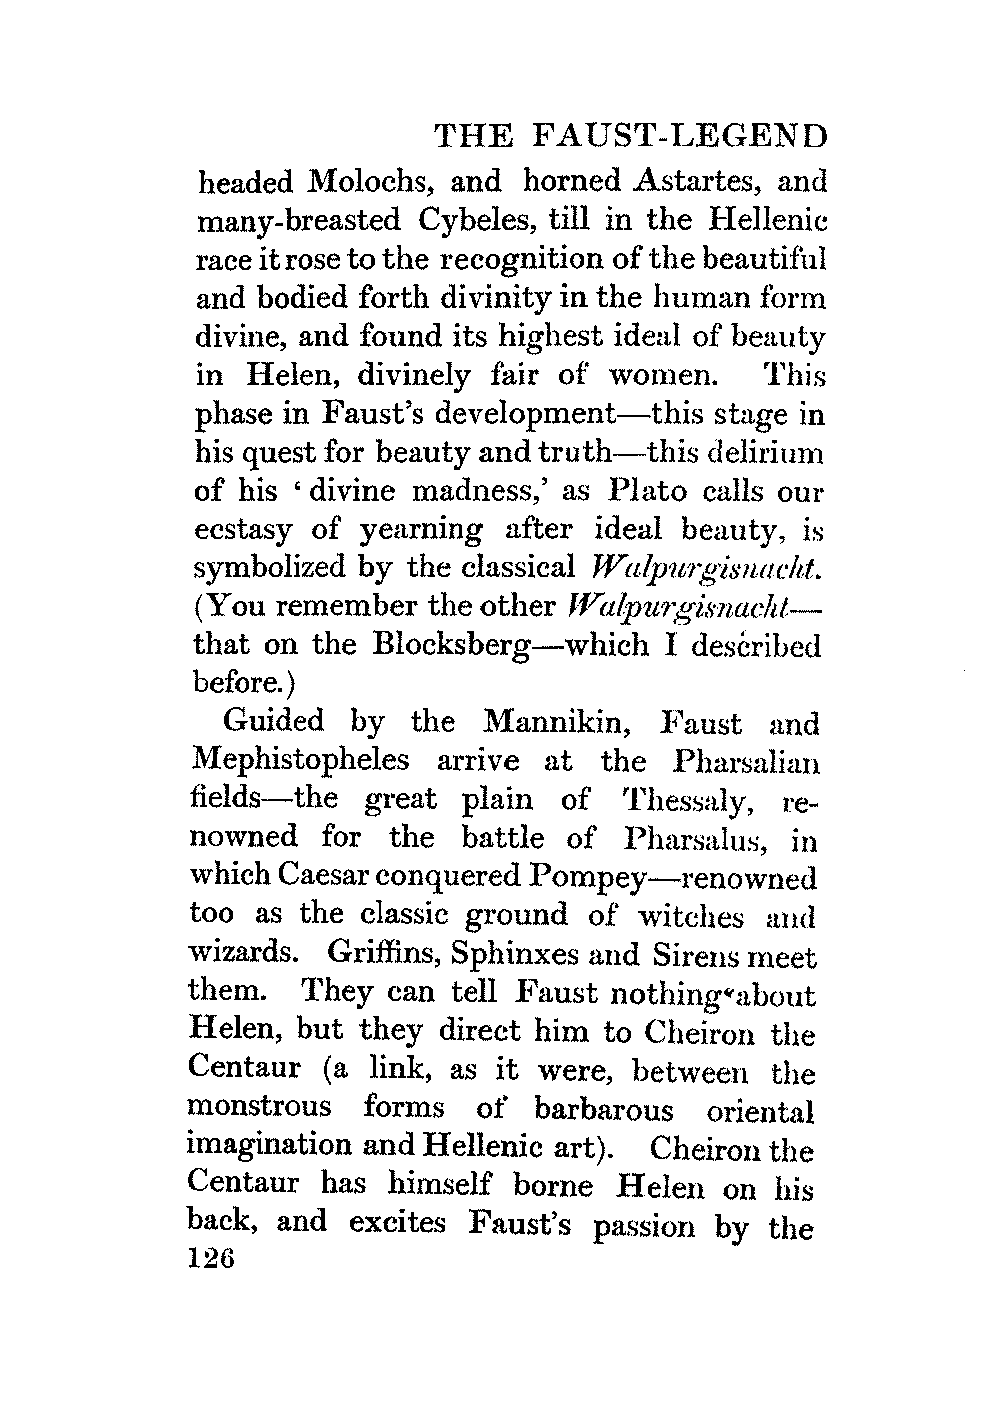 THE FAUST-LEGEND
headed Molochs, and horned Astartes, and
many-breasted Cybeles, till in the Hellenic
race it rose to the recognition of the beautiful
and bodied forth divinity in the human form
divine, and found its highest ideal of beauty
in Helen, divinely fair of women. This
phase in Faust's development—this stage in
his quest for beauty and truth—this delirium
of his ‘divine madness,’ as Plato calls our
ecstasy of yearning after ideal beauty, is
symbolized by the classical Walpurgisnacht.
(You remember the other Walpurgisnacht—
that on the Blocksberg—which I described
before.)
Guided by the Mannikin, Faust and
Mephistopheles arrive at the Pharsalian
fields—the great plain of Thessaly, re-
nowned for the battle of Pharsalus, in
which Caesar conquered Pompey—renowned
too as the classic ground of witches and
wizards. Griffins, Sphinxes and Sirens meet
them. They can tell Faust nothing about
Helen, but they direct him to Cheiron the
Centaur (a link, as it were, between the
monstrous forms of barbarous oriental
imagination and Hellenic art). Cheiron the
Centaur has himself borne Helen on his
back, and excites Faust's passion by the
126